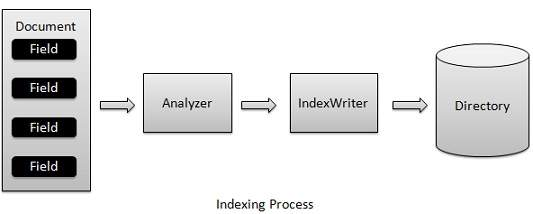 Document
Field
Field
Field
Field
Analyzer
IndexWriter
Directory
Indexing Process